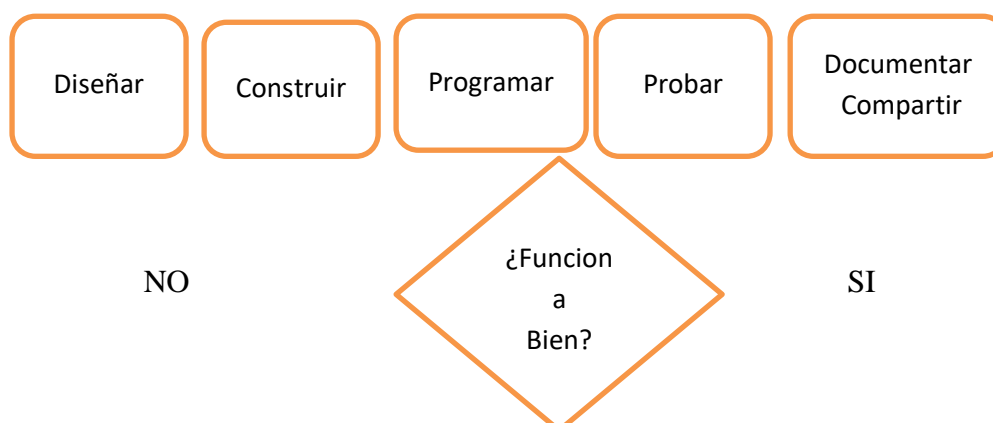 Diseñar
Construir
Programar
Probar
Documentar
Compartir
NO
¿Funcion
a
Bien?
SI